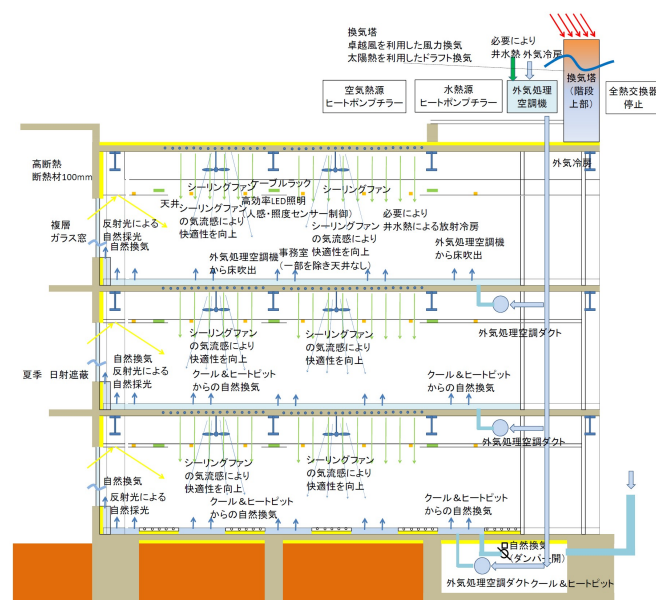 換気塔
卓越風を利用した風力換気
太陽熱を利用したドラフト換気
必要により
井水熱 外気冷房
空気熱源
ヒートポンプチラー
水熱源
ヒートポンプチラー
外気処理
空調機
換気塔
(階段
上部)
全熱交換器
停止
高断熱
断熱材100mm
外気冷房
シーリングファン
ケーブルラック
シーリングファン
天井
シーリングファン
の気流感により
快適性を向上
高効率LED照明
(人感・照度センサー制御)
シーリングファン
の気流感により
快適性を向上
必要により
井水熱による放射冷房
複層
ガラス窓
反射光による
自然採光
自然換気
外気処理空調機
から床吹出
事務室
(一部を除き天井なし)
外気処理空調機
から床吹出
シーリングファン
の気流感により
快適性を向上
シーリングファン
の気流感により
快適性を向上
外気処理空調ダクト
夏季 日射遮蔽
自然換気
反射光による
自然採光
クール&ヒートピット
からの自然換気
クール&ヒートピット
からの自然換気
シーリングファン
の気流感により
快適性を向上
シーリングファン
の気流感により
快適性を向上
外気処理空調ダクト
自然換気
反射光による
自然採光
クール&ヒートピット
からの自然換気
クール&ヒートピット
からの自然換気
自然換気
(ダンパー開)
外気処理空調ダクト
クール&ヒートピット